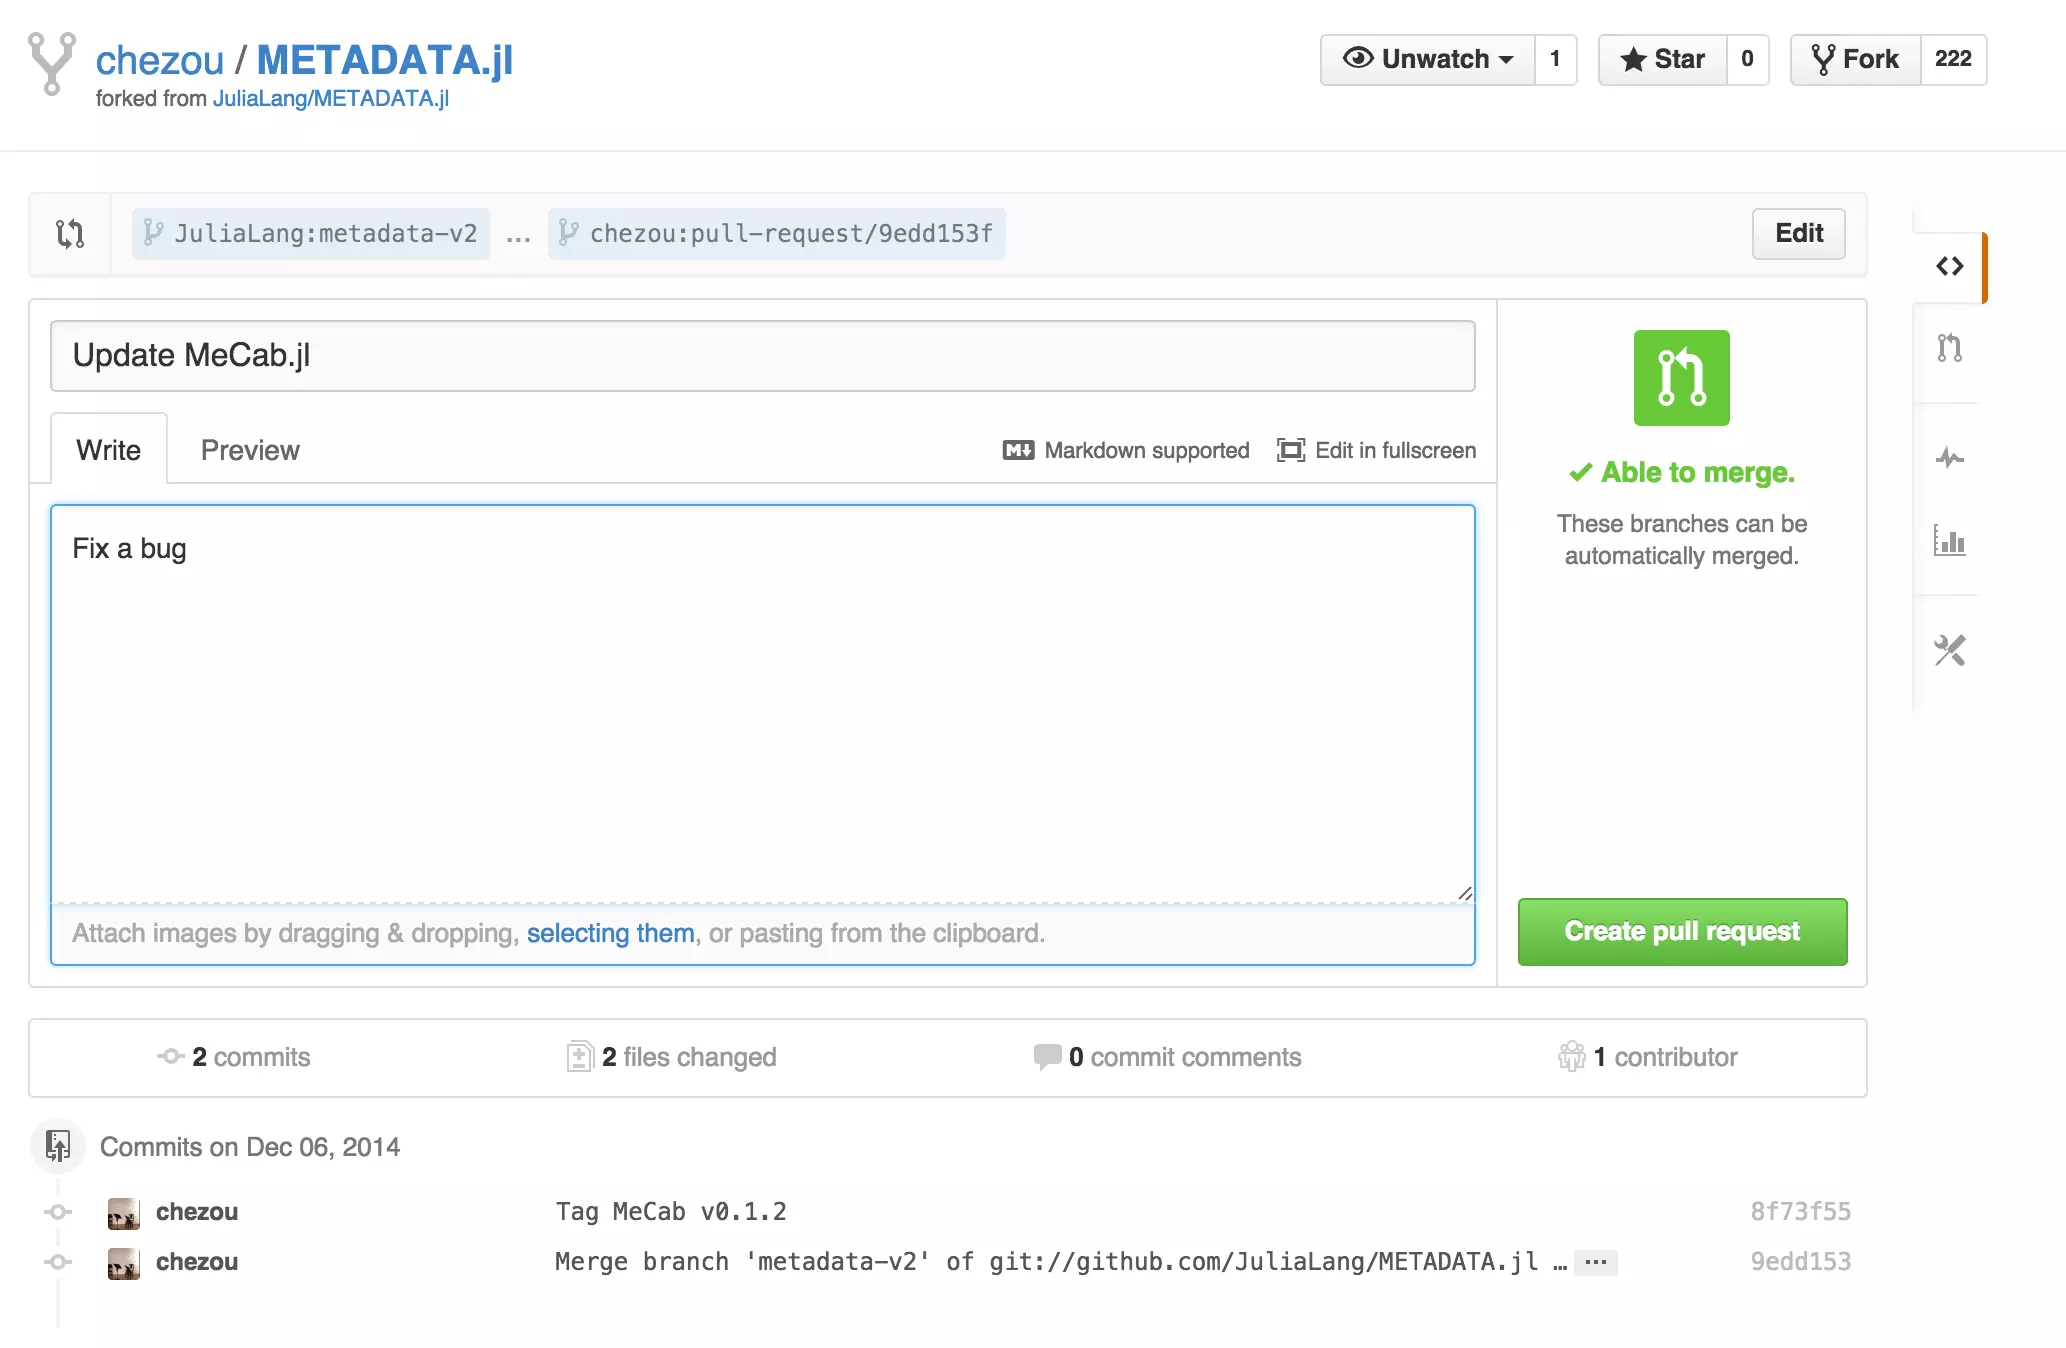 chezou / METADATA.jl
forked from JuliaLang/METADATA.jl
Unwatch 1 Star 0 Fork 222
JuliaLang:metadata-v2 ... chezou:pull-request/9edd153f Edit
Update MeCab.jl
Write Preview Markdown supported Edit in fullscreen
Fix a bug
Attach images by dragging & dropping, selecting them, or pasting from the clipboard.
Able to merge.
These branches can be
automatically merged.
Create pull request
2 commits 2 files changed 0 commit comments 1 contributor
Commits on Dec 06, 2014
chezou Tag MeCab v0.1.2 8f73f55
chezou Merge branch 'metadata-v2' of git://github.com/JuliaLang/METADATA.jl … ... 9edd153